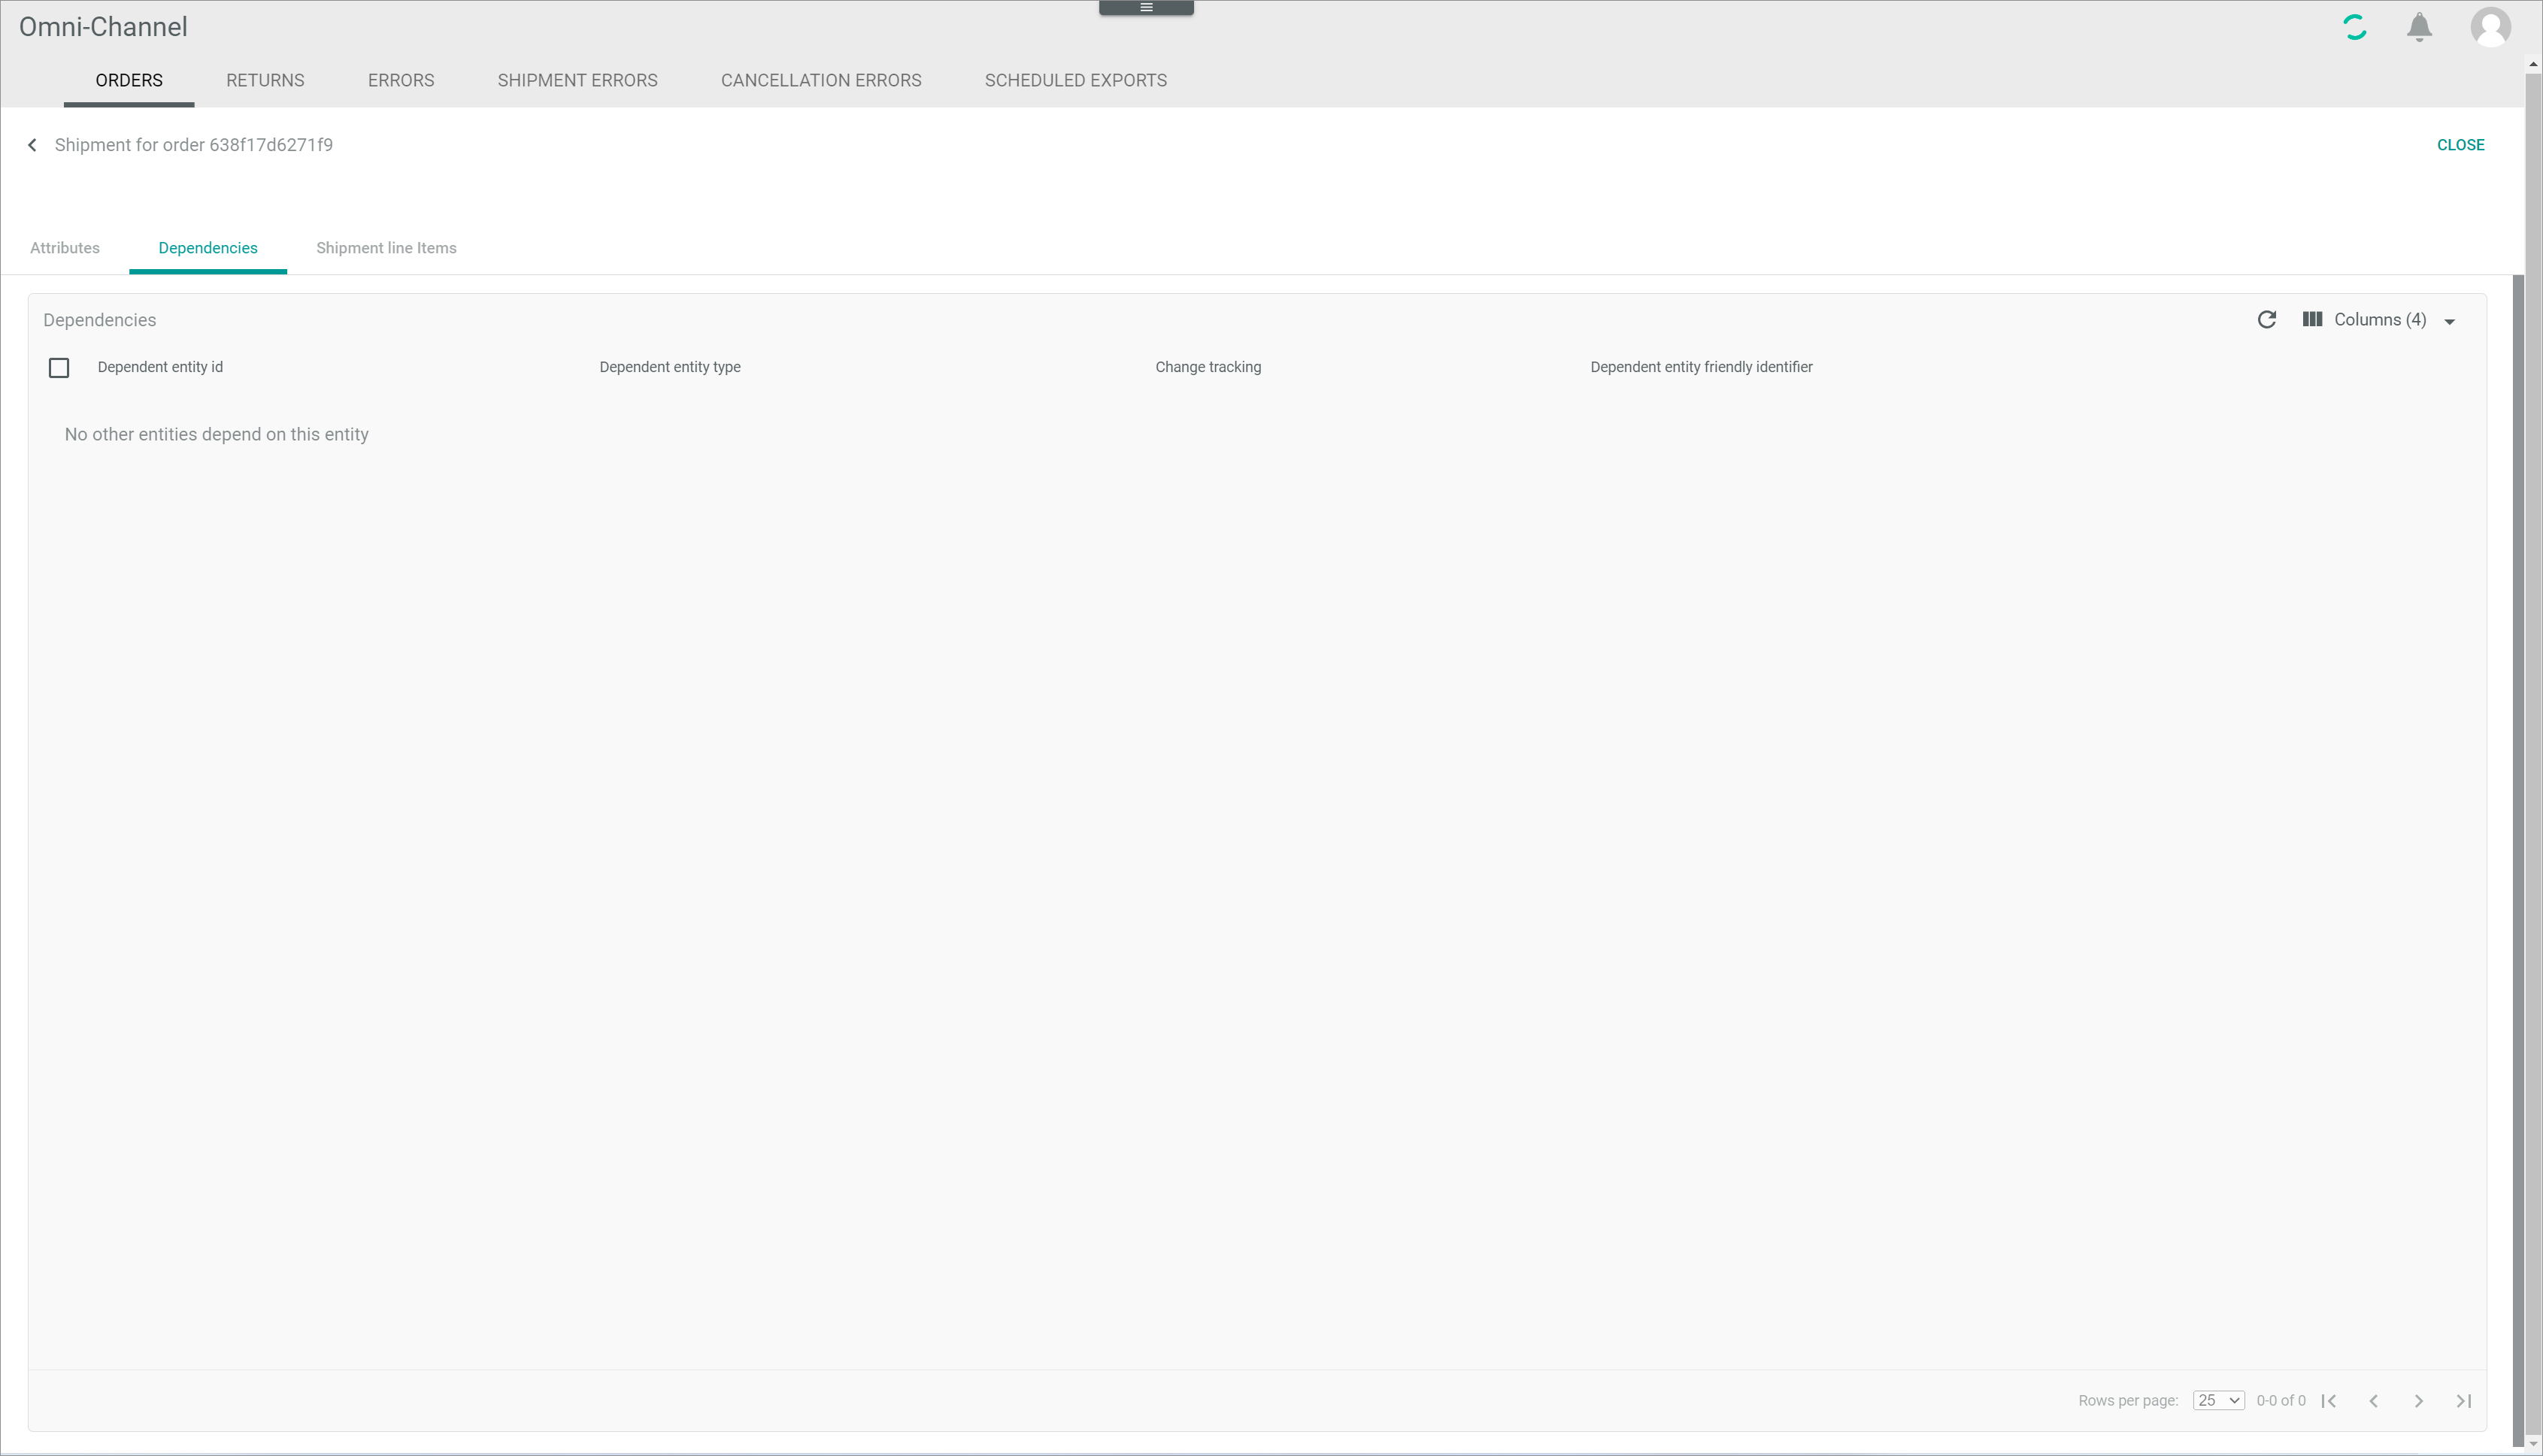 Omni-Channel
ORDERS RETURNS ERRORS SHIPMENT ERRORS CANCELLATION ERRORS SCHEDULED EXPORTS
Shipment for order 638f17d6271f9 CLOSE
Attributes Dependencies Shipment line Items
Dependencies Columns (4)
Dependent entity id Dependent entity type Change tracking Dependent entity friendly identifier
No other entities depend on this entity
Rows per page: 25 0-0 of 0